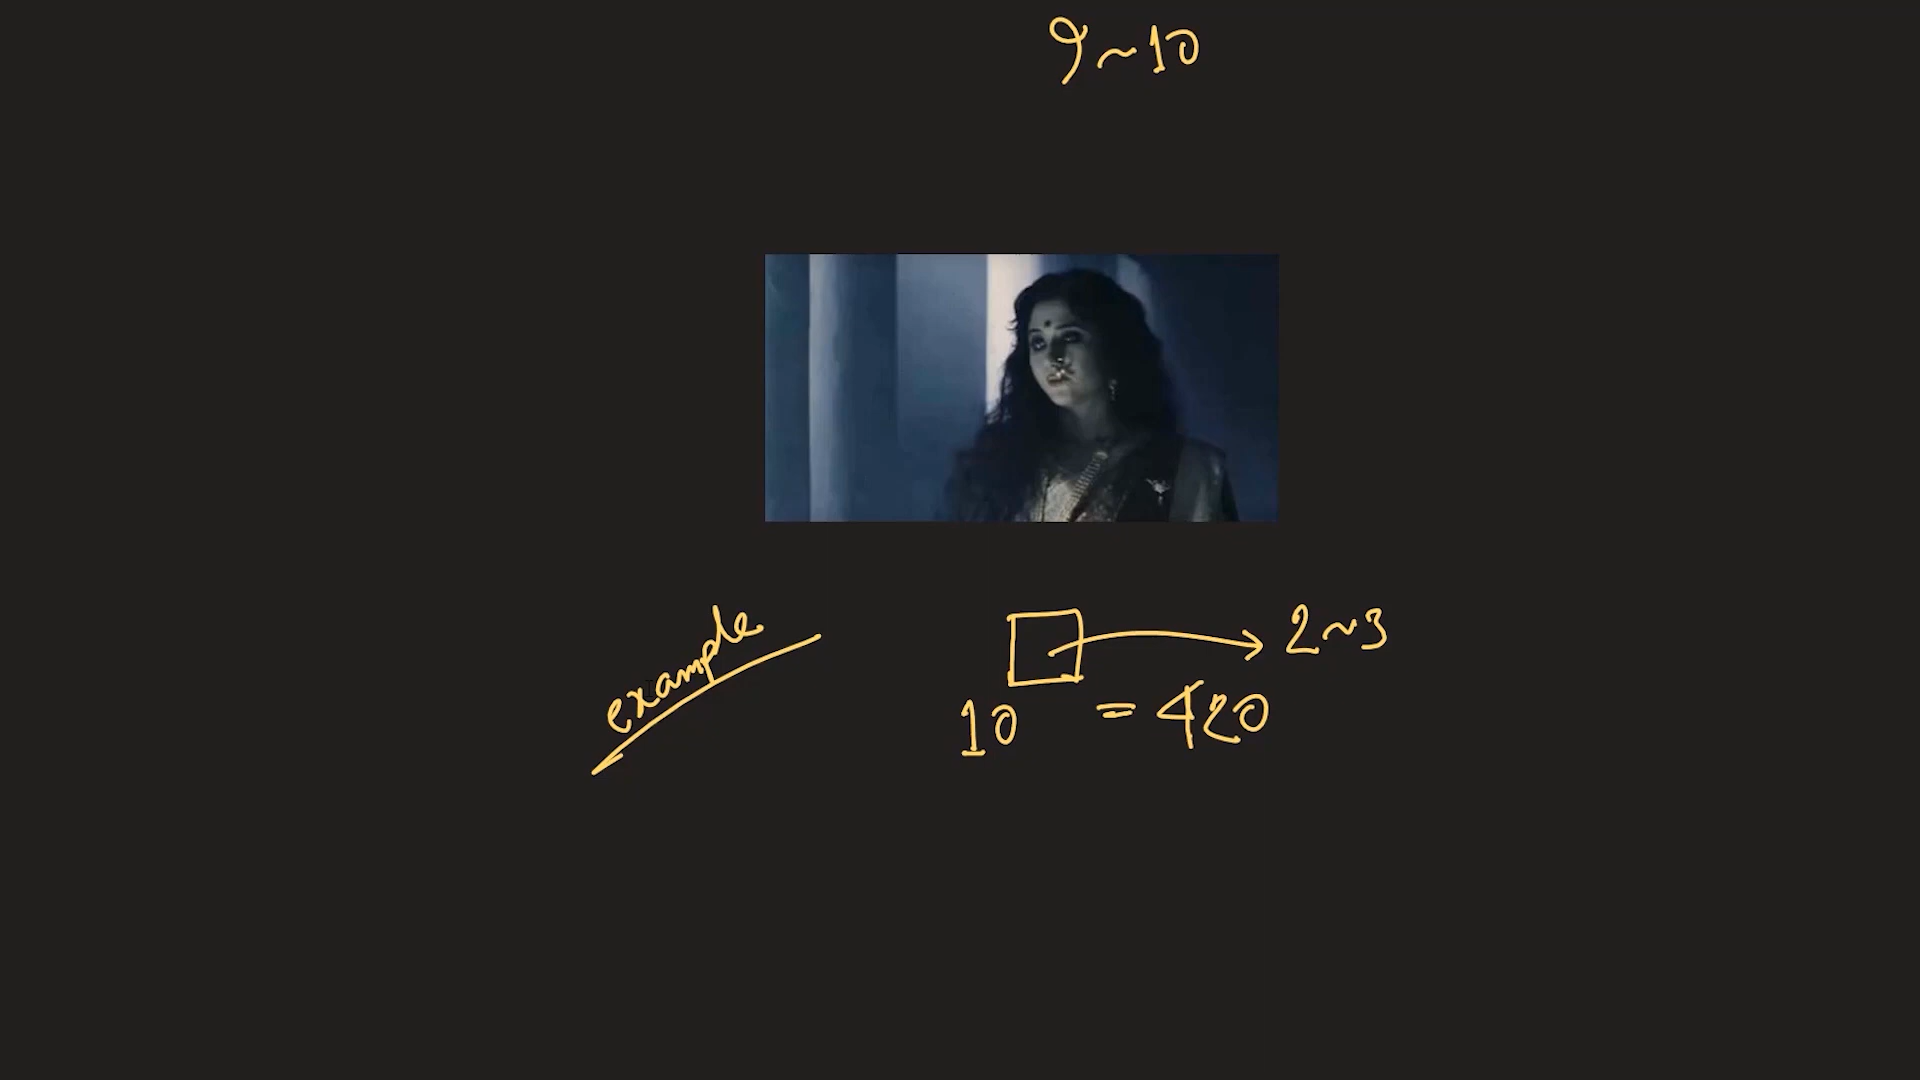 9~10
example
10□ = 420
→ 2~3